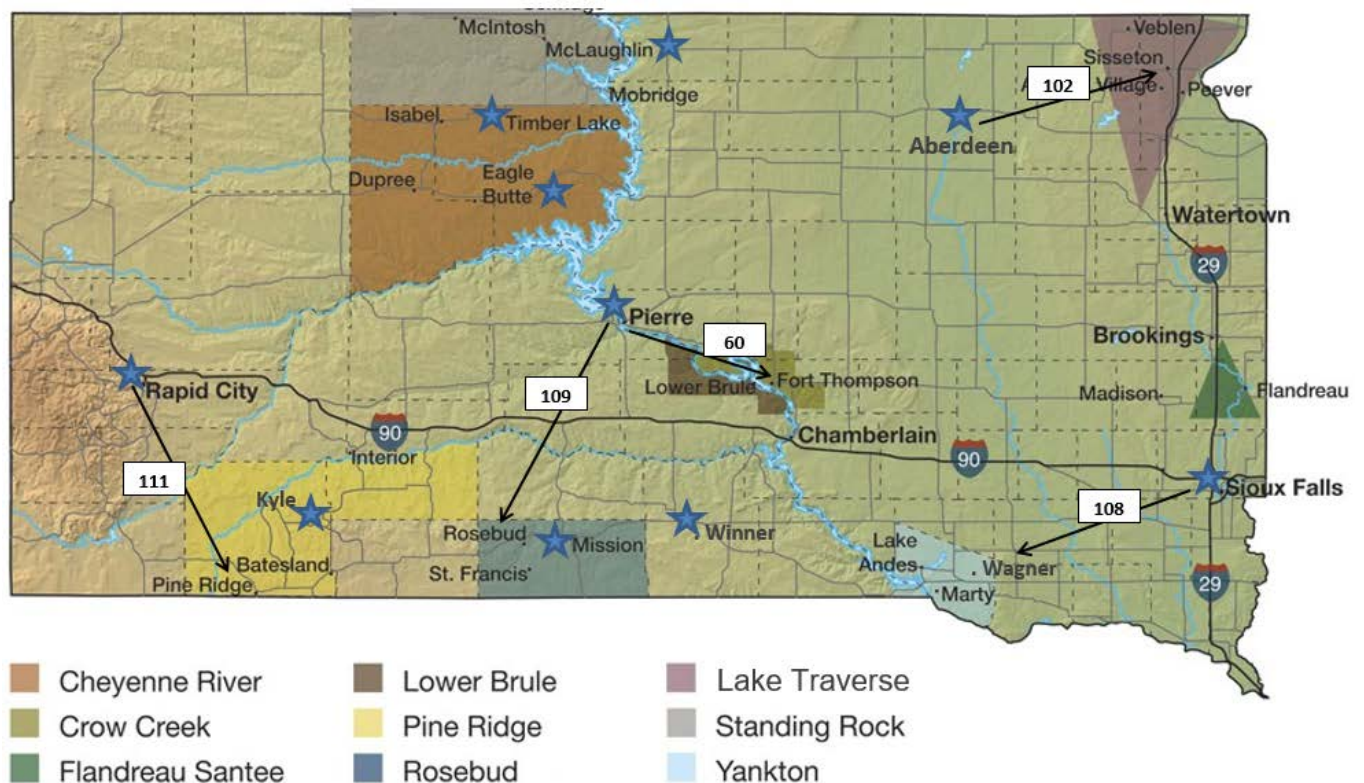 McIntosh
McLaughlin
Mobridge
Isabel
Timber Lake
Dupree
Eagle
Butte
Aberdeen
102
Veblen
Sisseton
Village
Peever
Watertown
29
Pierre
60
Brookings
Lower Brule
Fort Thompson
Madison
Flandreau
Rapid City
109
90
Chamberlain
Interior
90
111
Kyle
Sioux Falls
108
Rosebud
Mission
Winner
Batesland
St. Francis
Pine Ridge
Lake
Andes
Wagner
Marty
29
Cheyenne River
Lower Brule
Lake Traverse
Crow Creek
Pine Ridge
Standing Rock
Flandreau Santee
Rosebud
Yankton